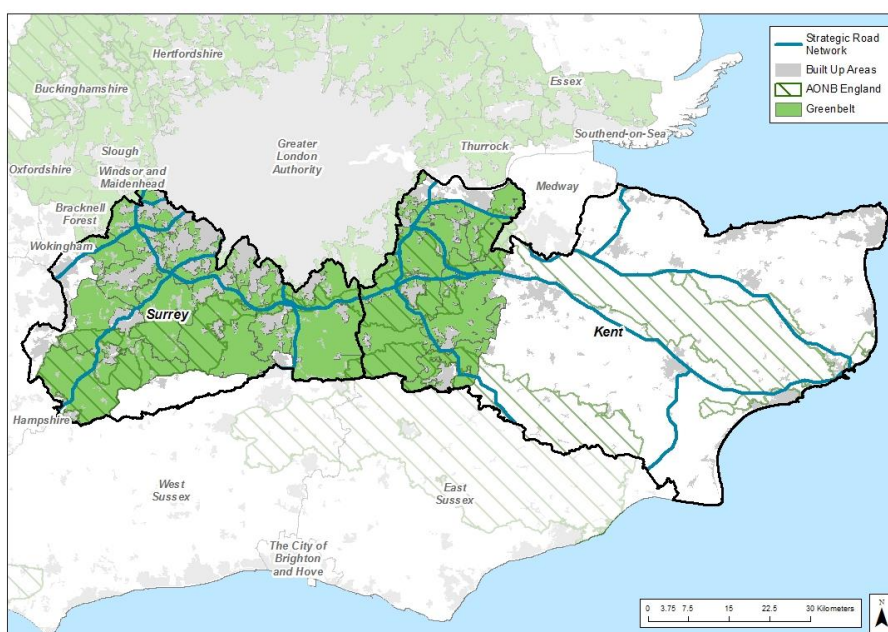 Hertfordshire
Buckinghamshire
Essex
Slough
Oxfordshire
Windsor and
Maidenhead
Greater
London
Authority
Thurrock
Southend-on-Sea
Bracknell
Forest
Medway
Wokingham
Surrey
Kent
Hampshire
West
Sussex
East
Sussex
The City of
Brighton
and Hove
Strategic Road
Network
Built Up Areas
AONB England
Greenbelt
0 3.75 7.5 15 22.5 30 Kilometers
N